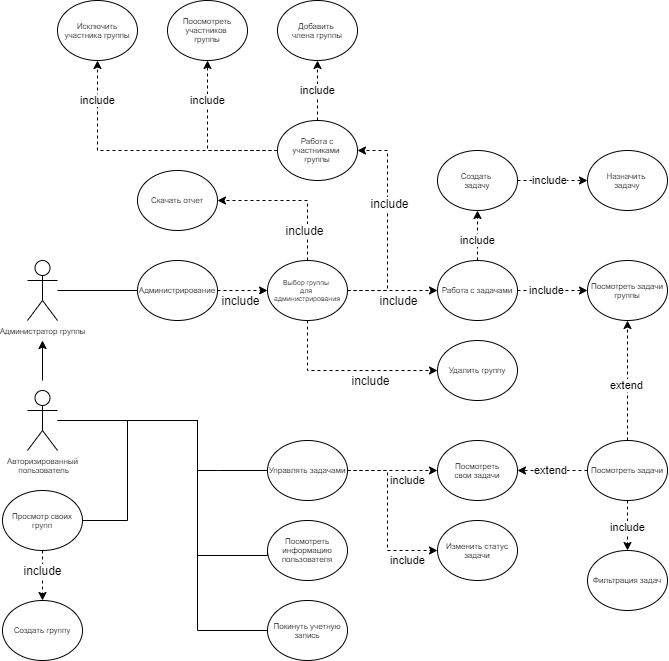 Исключить
участника группы
Поосмотреть
участников
группы
Добавить
члена группы
include
include
include
Работа с
участниками
группы
Скачать отчет
Создать
задачу
include
Назначить
задачу
include
include
include
Администратор группы
Администрирование
include
Выбор группы
для
администрирования
include
Работа с задачами
include
Посмотреть задачи
группы
include
Удалить группу
extend
Авторизированный
пользователь
Управлять задачами
include
Посмотреть
свои задачи
extend
Посмотреть задачи
Просмотр своих
групп
include
Посмотреть
информацию
пользователя
include
Изменить статус
задачи
include
Фильтрация задач
Создать группу
Покинуть учетную
запись